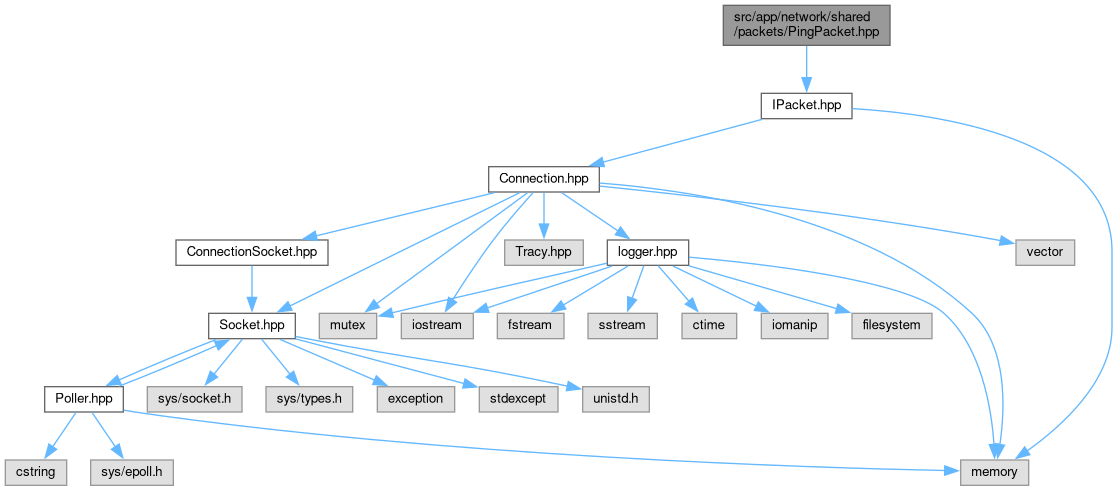 src/app/network/shared
/packets/PingPacket.hpp
IPacket.hpp
Connection.hpp
ConnectionSocket.hpp
Tracy.hpp
logger.hpp
vector
Socket.hpp
mutex
iostream
fstream
sstream
ctime
iomanip
filesystem
Poller.hpp
sys/socket.h
sys/types.h
exception
stdexcept
unistd.h
cstring
sys/epoll.h
memory